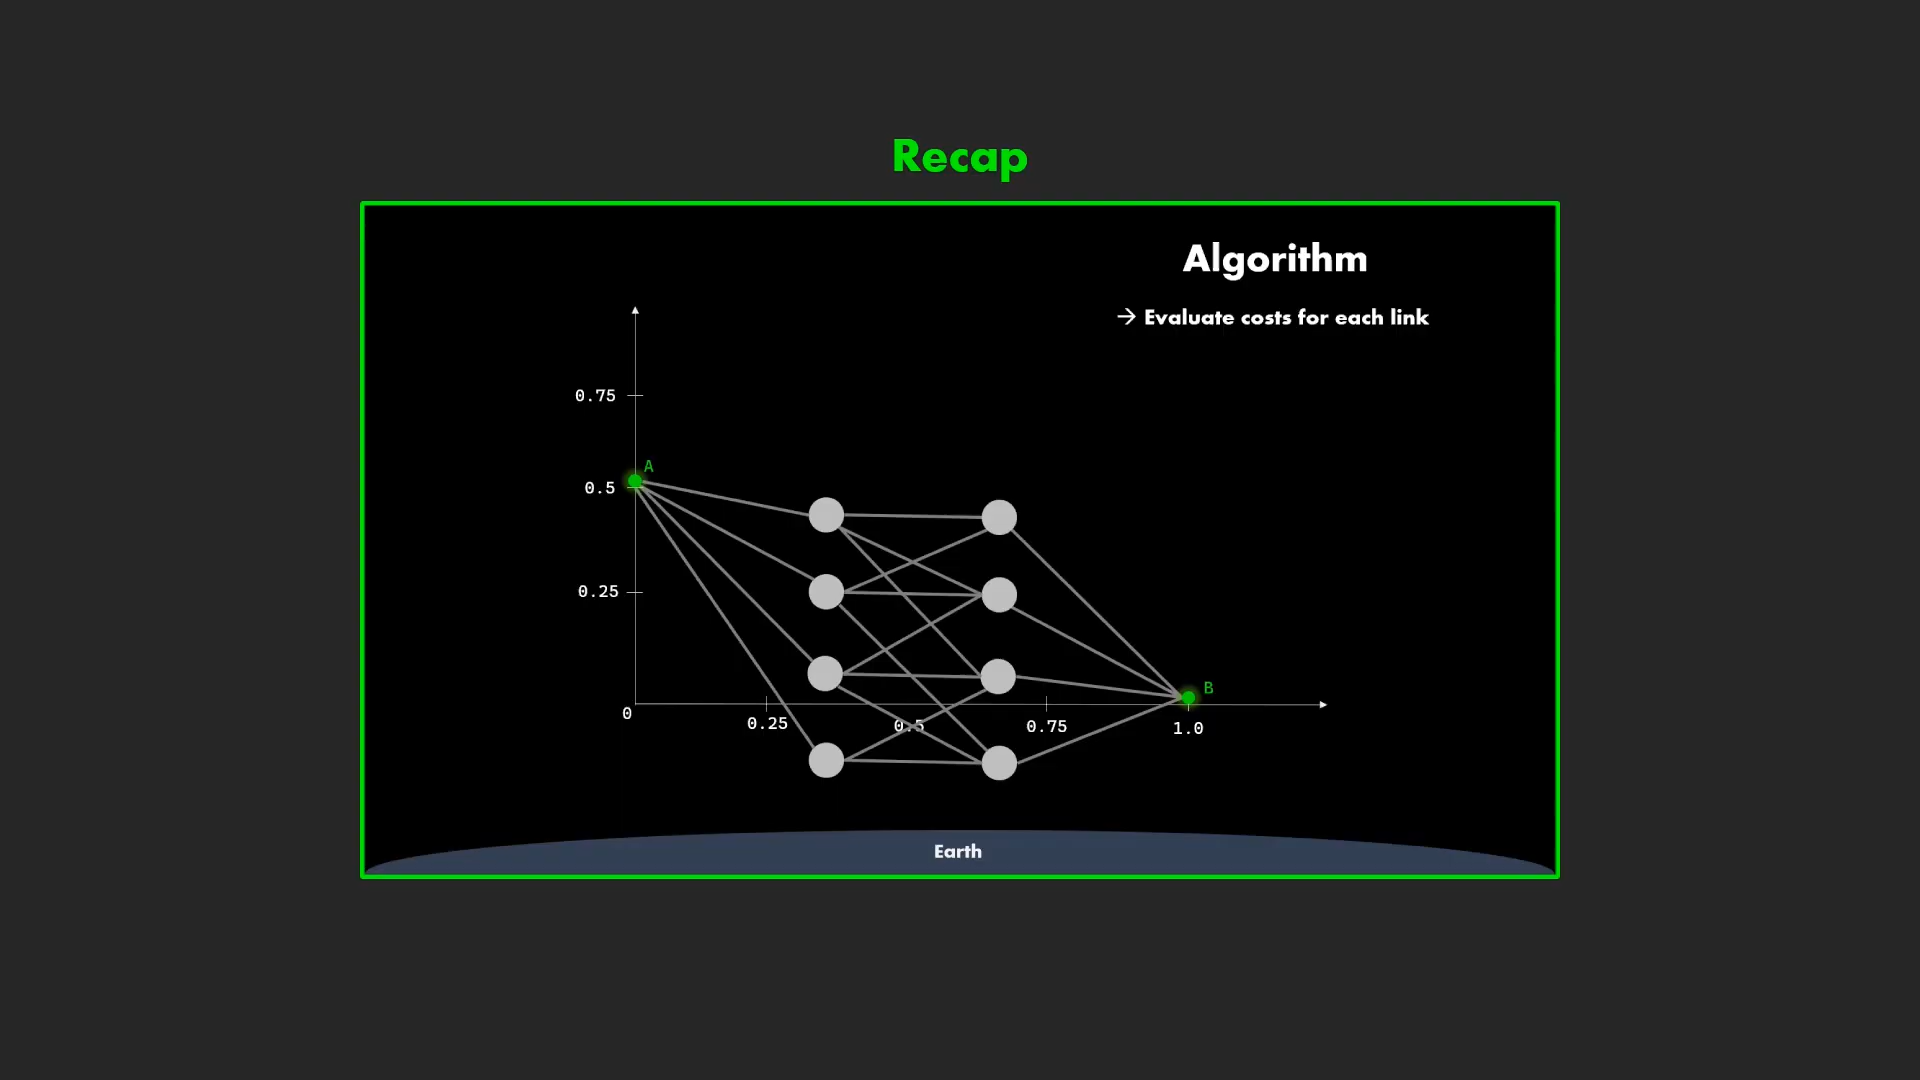 Recap
Algorithm
→ Evaluate costs for each link
0.75
A
0.5
0.25
B
0
0.25
0.5
0.75
1.0
Earth